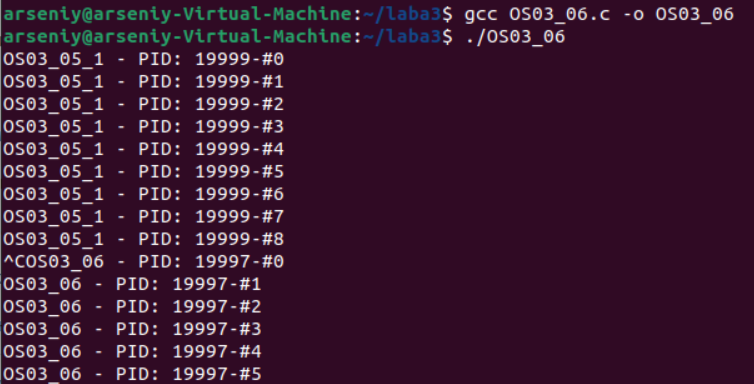 arseniy@arseniy-Virtual-Machine:~/laba3$ gcc OS03_06.c -o OS03_06
arseniy@arseniy-Virtual-Machine:~/laba3$ ./OS03_06
OS03_05_1 - PID: 19999-#0
OS03_05_1 - PID: 19999-#1
OS03_05_1 - PID: 19999-#2
OS03_05_1 - PID: 19999-#3
OS03_05_1 - PID: 19999-#4
OS03_05_1 - PID: 19999-#5
OS03_05_1 - PID: 19999-#6
OS03_05_1 - PID: 19999-#7
OS03_05_1 - PID: 19999-#8
^COS03_06 - PID: 19997-#0
OS03_06 - PID: 19997-#1
OS03_06 - PID: 19997-#2
OS03_06 - PID: 19997-#3
OS03_06 - PID: 19997-#4
OS03_06 - PID: 19997-#5